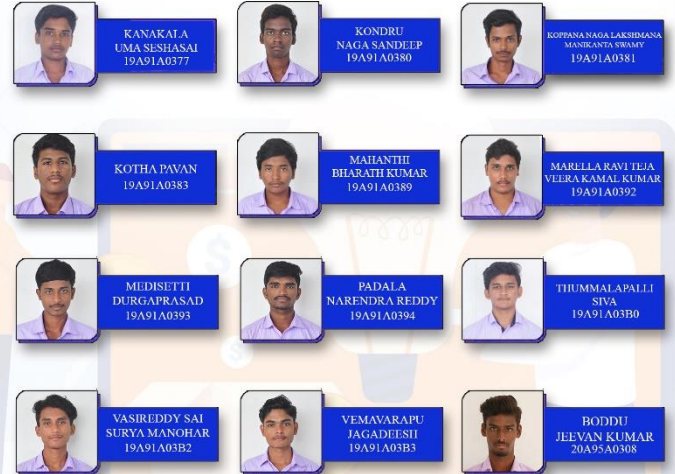 KANAKALA
UMA SESHASAI
19A91A0377
KONDRU
NAGA SANDEEP
19A91A0380
KOPPANA NAGA LAKSHMANA
MANIKANTA SWAMY
19A91A0381
KOTHA PAVAN
19A91A0383
MAHANTHI
BHARATH KUMAR
19A91A0389
MARELLA RAVI TEJA
VEERA KAMAL KUMAR
19A91A0392
MEDISETTI
DURGAPRASAD
19A91A0393
PADALA
NARENDRA REDDY
19A91A0394
THUMMALAPALLI
SIVA
19A91A03B0
VASIREDDY SAI
SURYA MANOHAR
19A91A03B2
VEMAVARAPU
JAGADEESH
19A91A03B3
BODDU
JEEVAN KUMAR
20A95A0308